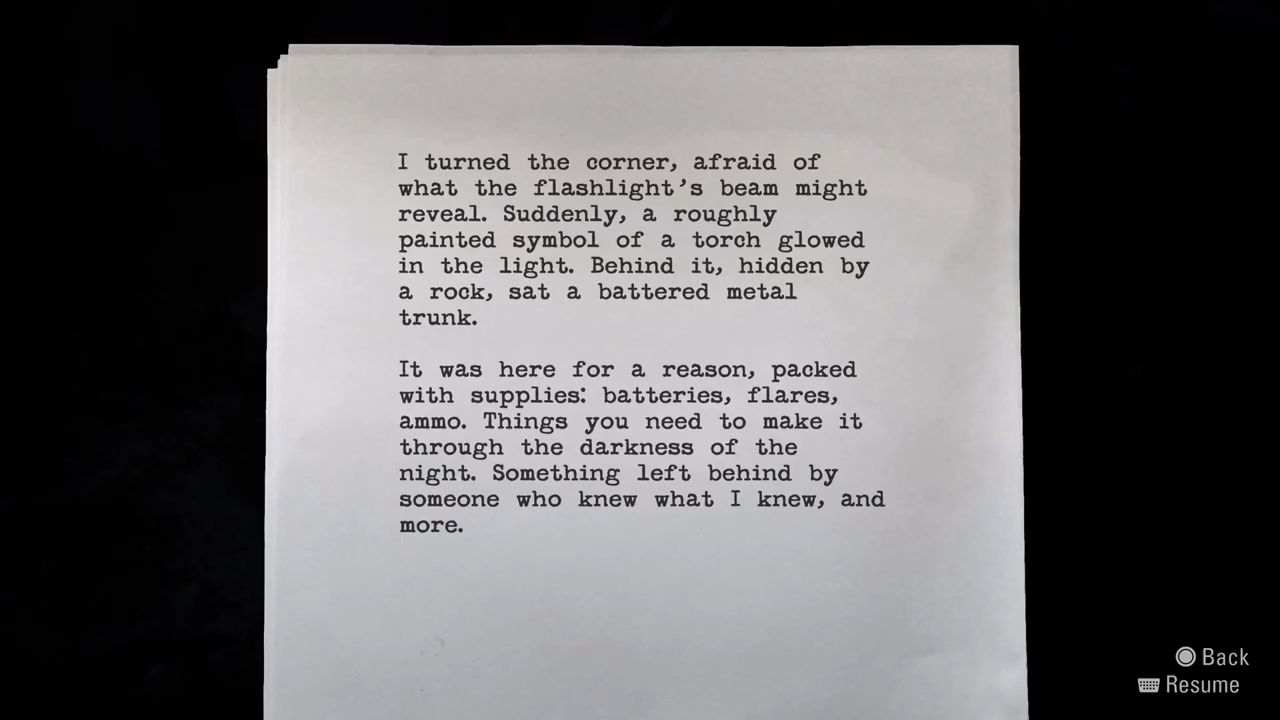 I turned the corner, afraid of
what the flashlight's beam might
reveal. Suddenly, a roughly
painted symbol of a torch glowed
in the light. Behind it, hidden by
a rock, sat a battered metal
trunk.
It was here for a reason, packed
with supplies: batteries, flares,
ammo. Things you need to make it
through the darkness of the
night. Something left behind by
someone who knew what I knew, and
more.
Back
Resume